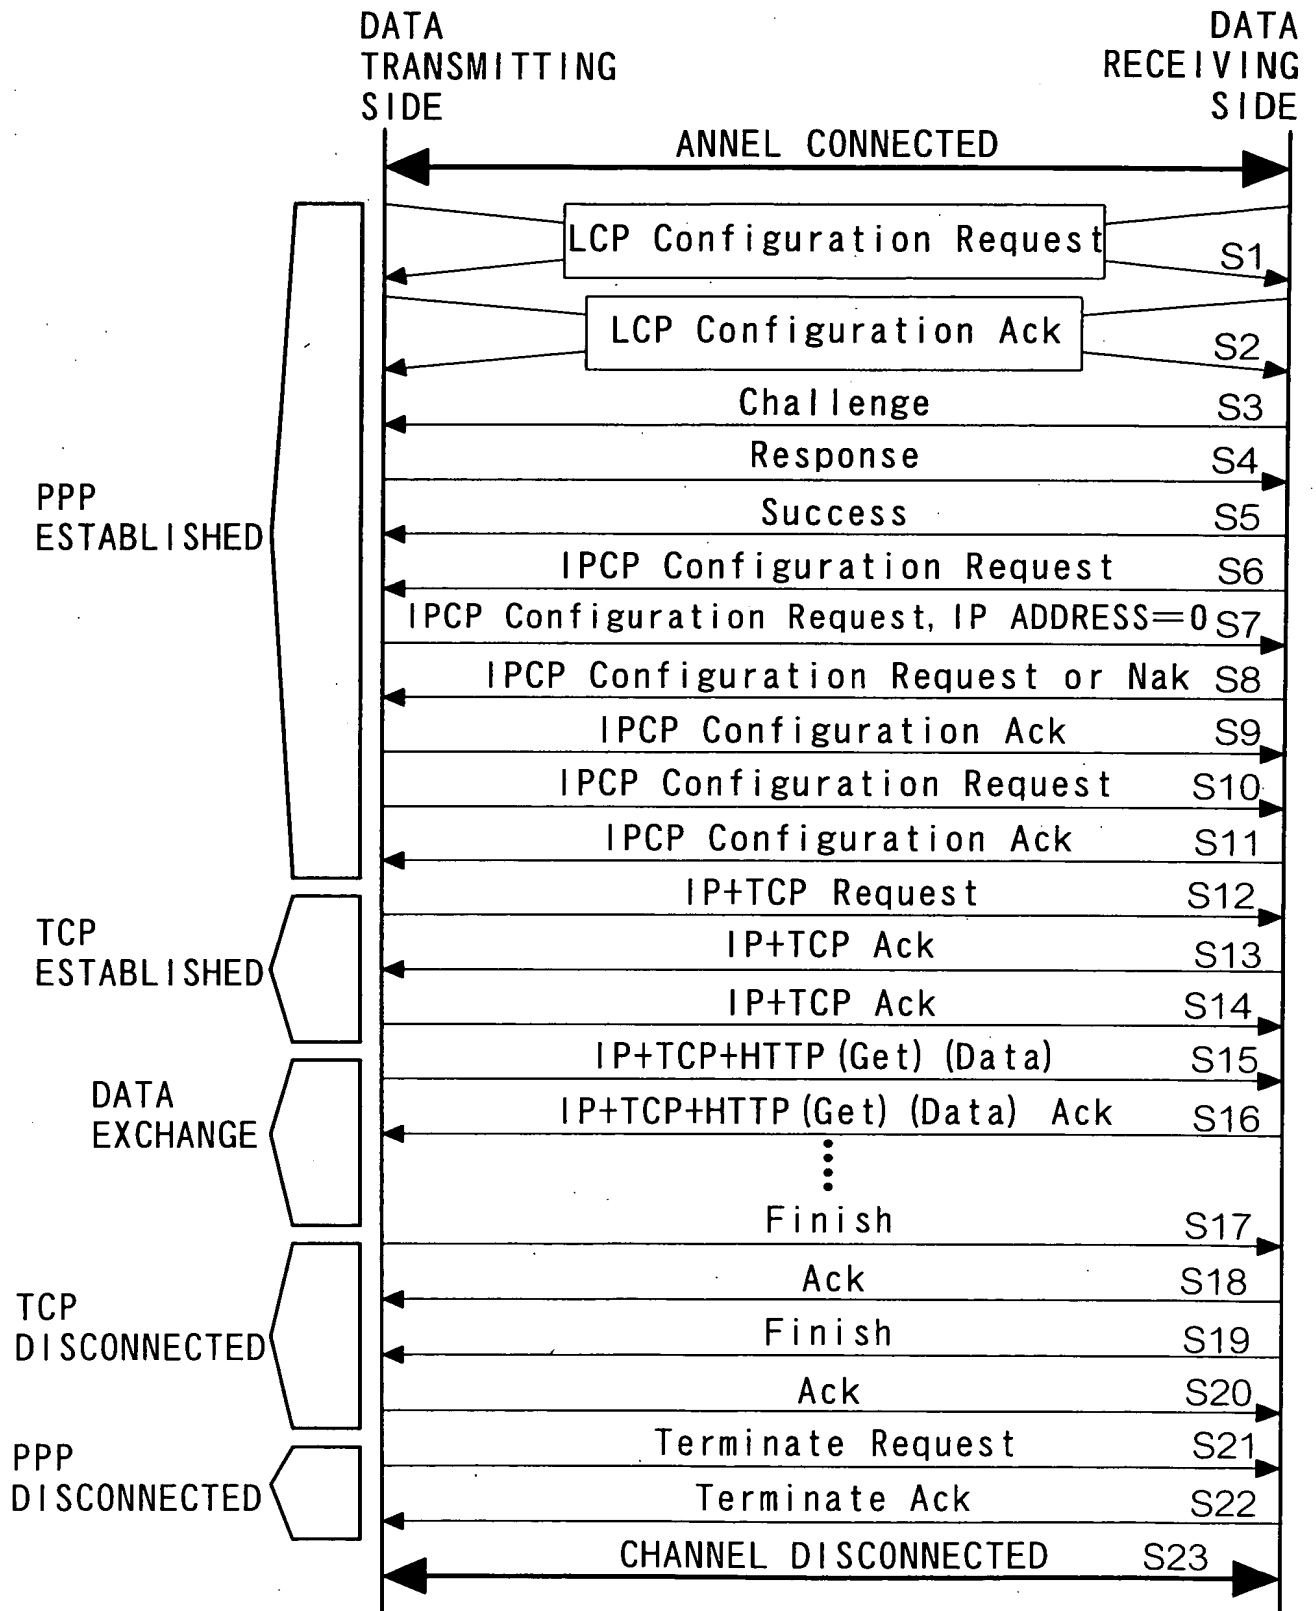 DATA
TRANSMITTING
SIDE
DATA
RECEIVING
SIDE
ANNEL CONNECTED
LCP Configuration Request
S1
LCP Configuration Ack
S2
Challenge S3
Response S4
PPP
ESTABLISHED
Success S5
IPCP Configuration Request S6
IPCP Configuration Request, IP ADDRESS=0 S7
IPCP Configuration Request or Nak S8
IPCP Configuration Ack S9
IPCP Configuration Request S10
IPCP Configuration Ack S11
IP+TCP Request S12
TCP
ESTABLISHED
IP+TCP Ack S13
IP+TCP Ack S14
IP+TCP+HTTP(Get)(Data) S15
DATA
EXCHANGE
IP+TCP+HTTP(Get)(Data) Ack S16
Finish S17
Ack S18
TCP
DISCONNECTED
Finish S19
Ack S20
Terminate Request S21
PPP
DISCONNECTED
Terminate Ack S22
CHANNEL DISCONNECTED S23